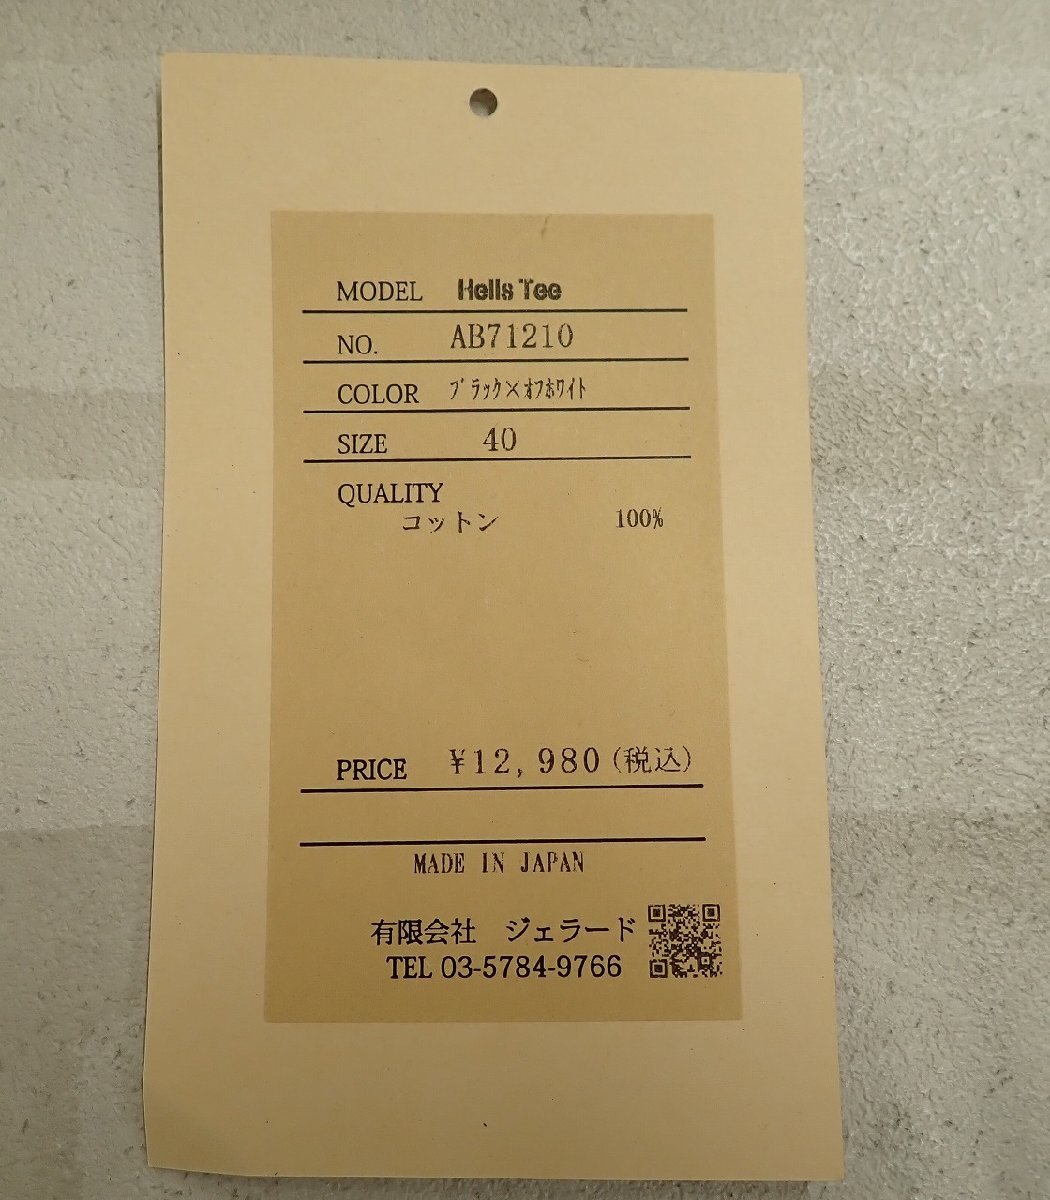 MODEL Hells Tee
NO. AB71210
COLOR ブラック×オフホワイト
SIZE 40
QUALITY
コットン 100%
PRICE ¥12,980(税込)
MADE IN JAPAN
有限会社 ジェラード
TEL 03-5784-9766